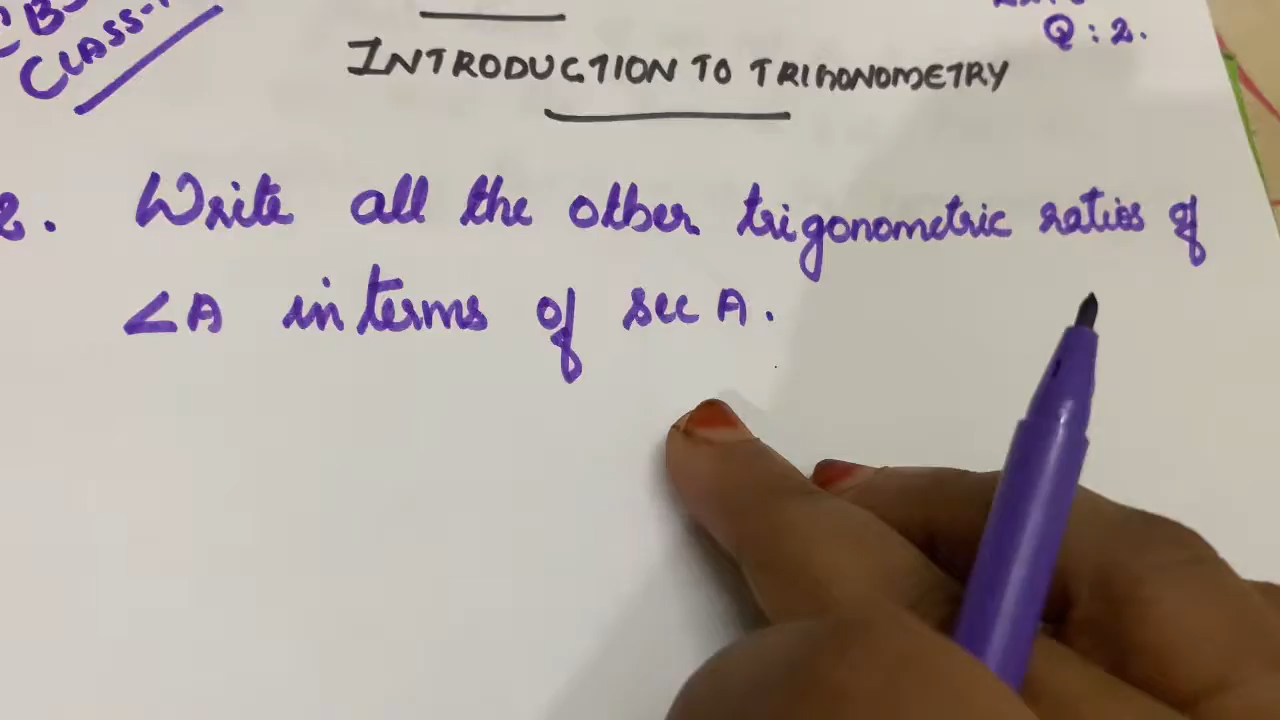 CLASS-
Q : 2.
INTRODUCTION TO TRIGONOMETRY
2. Write all the other trigonometric ratios of
∠A in terms of sec A.